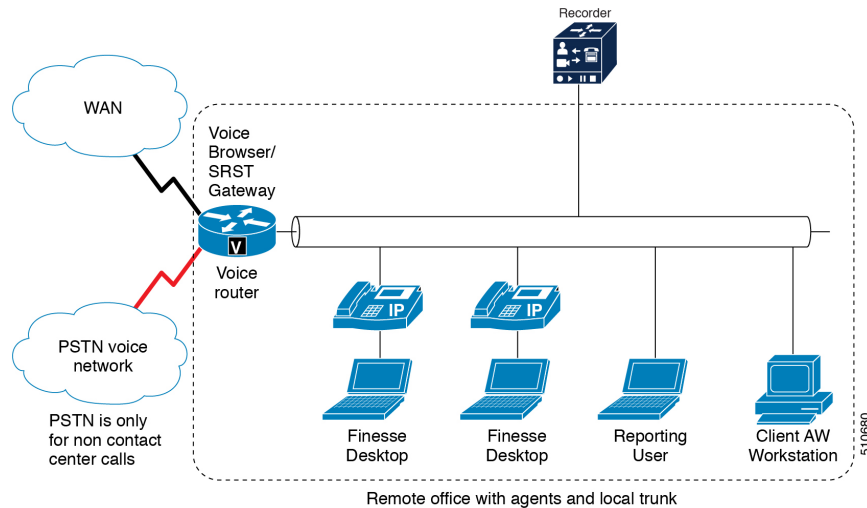 Recorder
WAN
Voice
Browser/
SRST
Gateway
V
Voice
router
IP
IP
PSTN voice
network
PSTN is only
for non contact
center calls
Finesse
Desktop
Finesse
Desktop
Reporting
User
Client AW
Workstation
510680
Remote office with agents and local trunk